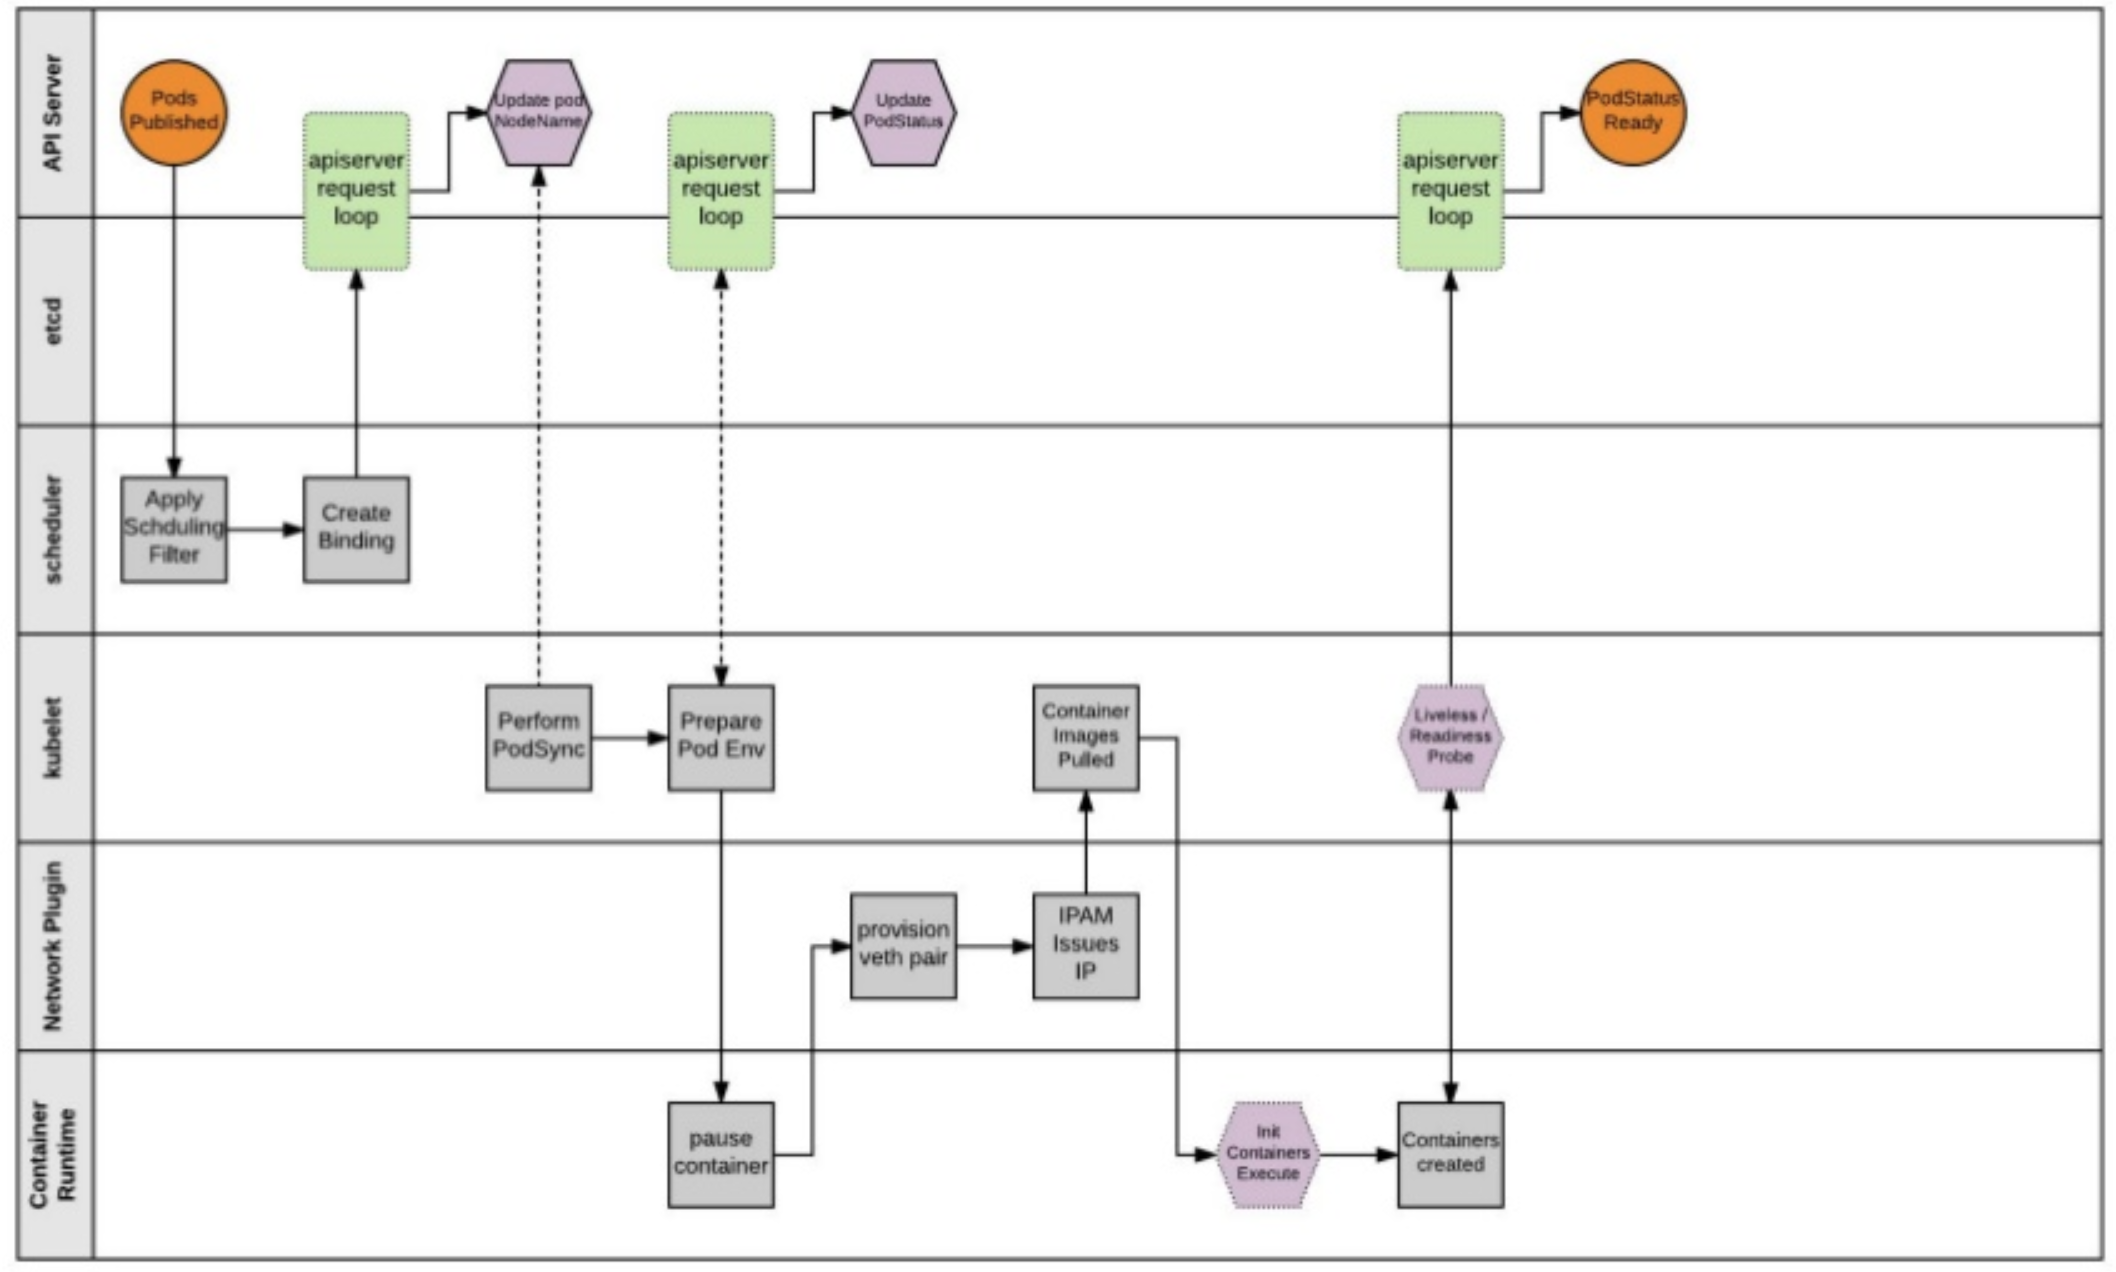 API Server
Pods
Published
apiserver
request
loop
Update pod
NodeName
apiserver
request
loop
Update
PodStatus
apiserver
request
loop
PodStatus
Ready
etcd
scheduler
Apply
Schduling
Filter
Create
Binding
kubelet
Perform
PodSync
Prepare
Pod Env
Container
Images
Pulled
Liveless /
Readiness
Probe
Network Plugin
provision
veth pair
IPAM
Issues
IP
Container
Runtime
pause
container
Init
Containers
Execute
Containers
created